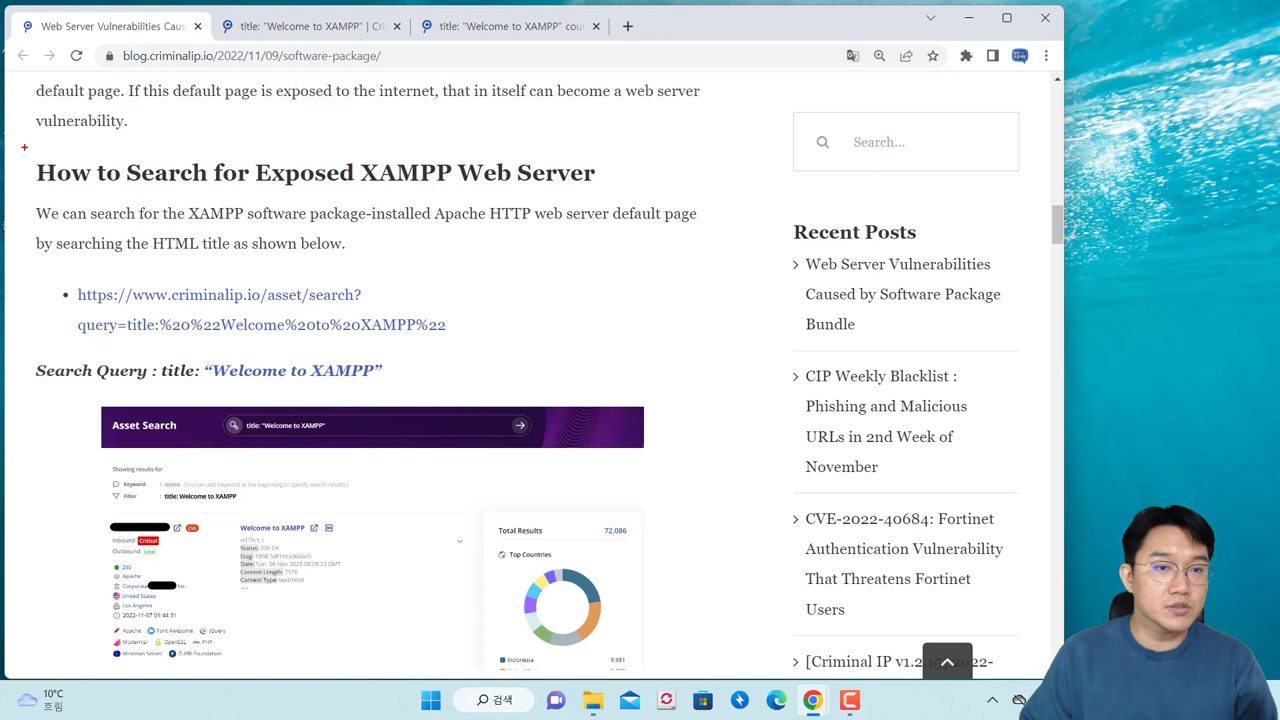 Web Server Vulnerabilities Caus
title: "Welcome to XAMPP" | Cri
title: "Welcome to XAMPP" cou
blog.criminalip.io/2022/11/09/software-package/
default page. If this default page is exposed to the internet, that in itself can become a web server
vulnerability.
How to Search for Exposed XAMPP Web Server
We can search for the XAMPP software package-installed Apache HTTP web server default page
by searching the HTML title as shown below.
https://www.criminalip.io/asset/search?
query=title:%20%22Welcome%20to%20XAMPP%22
Search Query : title: “Welcome to XAMPP”
Asset Search
title: "Welcome to XAMPP"
Showing results for
Keyword : none (You can add keyword at the beginning to specify search results.)
Filter : title: Welcome to XAMPP
CVE
Inbound Critical
Outbound Low
200
Apache
Corporate Inc.
United States
Los Angeles
2022-11-07 01:44:31
Apache Font Awesome jQuery
Modernizr OpenSSL PHP
Windows Server ZURB Foundation
Welcome to XAMPP
HTTP/1.1
Status: 200 OK
Date: Sun, 06 Nov 2022 08:05:23 GMT
Content Length: 7576
Content Type: text/html
...
Total Results 72,086
Top Countries
Indonesia 9,981
Search...
Recent Posts
Web Server Vulnerabilities
Caused by Software Package
Bundle
CIP Weekly Blacklist :
Phishing and Malicious
URLs in 2nd Week of
November
CVE-2022-40684: Fortinet
Authentication Vulnerability
That Threatens Fortinet
Users
10°C
흐림
검색